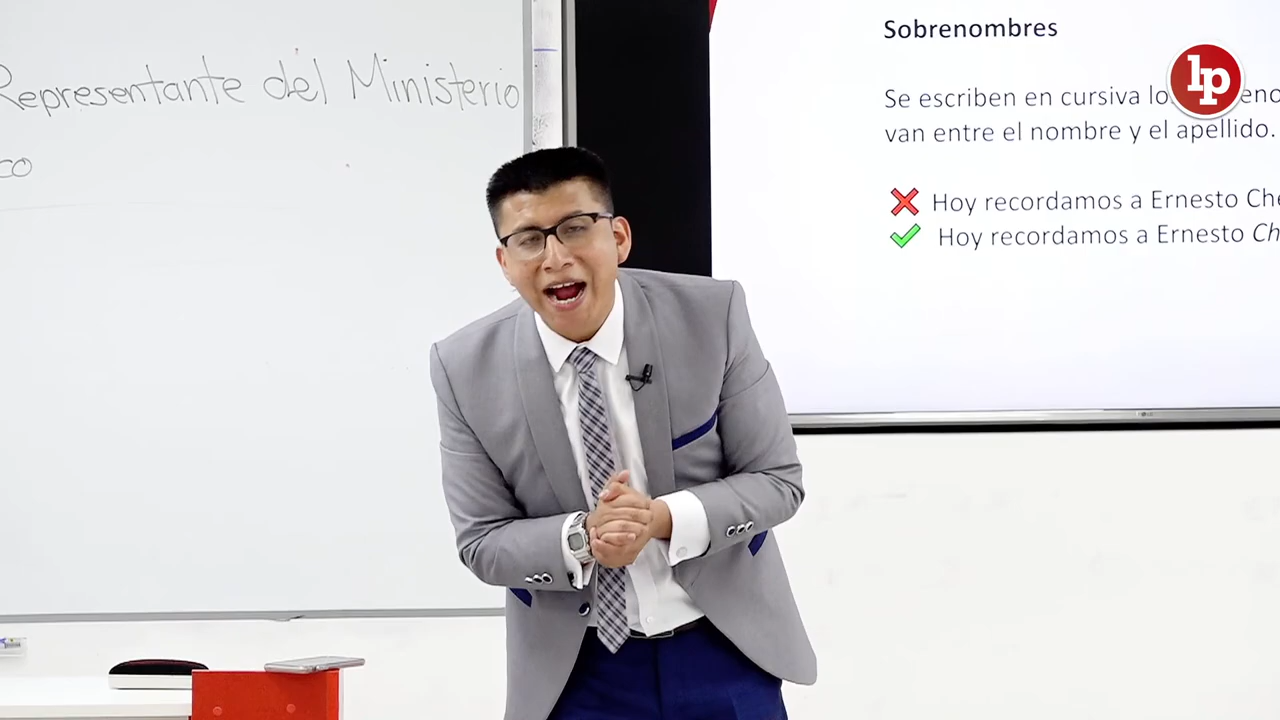 Representante del Ministerio
co
Sobrenombres
lp
Se escriben en cursiva
van entre el nombre y el apellido.
Hoy recordamos a Ernesto Che
Hoy recordamos a Ernesto Ch